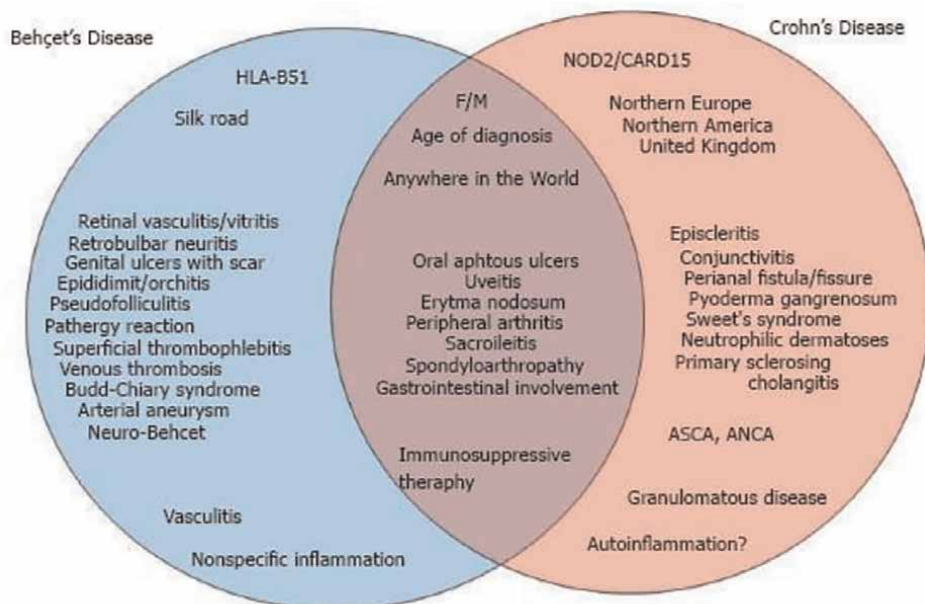 Behçet's Disease
Crohn's Disease
HLA-B51
Silk road
Retinal vasculitis/vitritis
Retrobulbar neuritis
Genital ulcers with scar
Epididimit/orchitis
Pseudofolliculitis
Pathergy reaction
Superficial thrombophlebitis
Venous thrombosis
Budd-Chiary syndrome
Arterial aneurysm
Neuro-Behcet
Vasculitis
Nonspecific inflammation
F/M
Age of diagnosis
Anywhere in the World
Oral aphtous ulcers
Uveitis
Erytma nodosum
Peripheral arthritis
Sacroileitis
Spondyloarthropathy
Gastrointestinal involvement
Immunosuppressive
theraphy
NOD2/CARD15
Northern Europe
Northern America
United Kingdom
Episcleritis
Conjunctivitis
Perianal fistula/fissure
Pyoderma gangrenosum
Sweet's syndrome
Neutrophilic dermatoses
Primary sclerosing
cholangitis
ASCA, ANCA
Granulomatous disease
Autoinflammation?